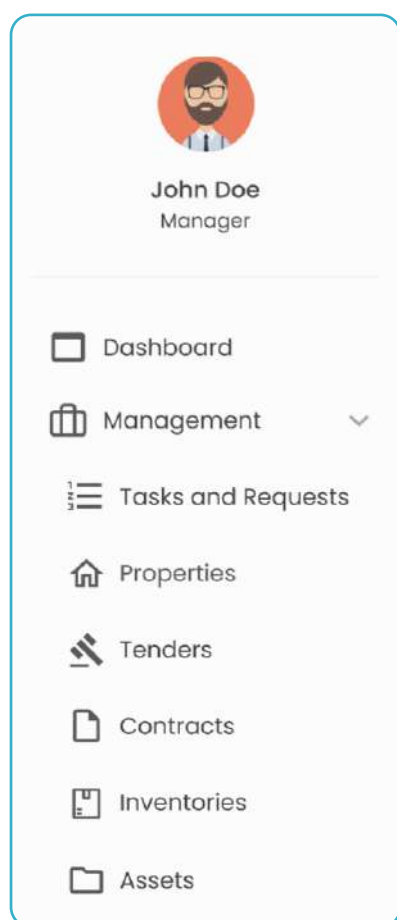 John Doe
Manager
Dashboard
Management
Tasks and Requests
Properties
Tenders
Contracts
Inventories
Assets